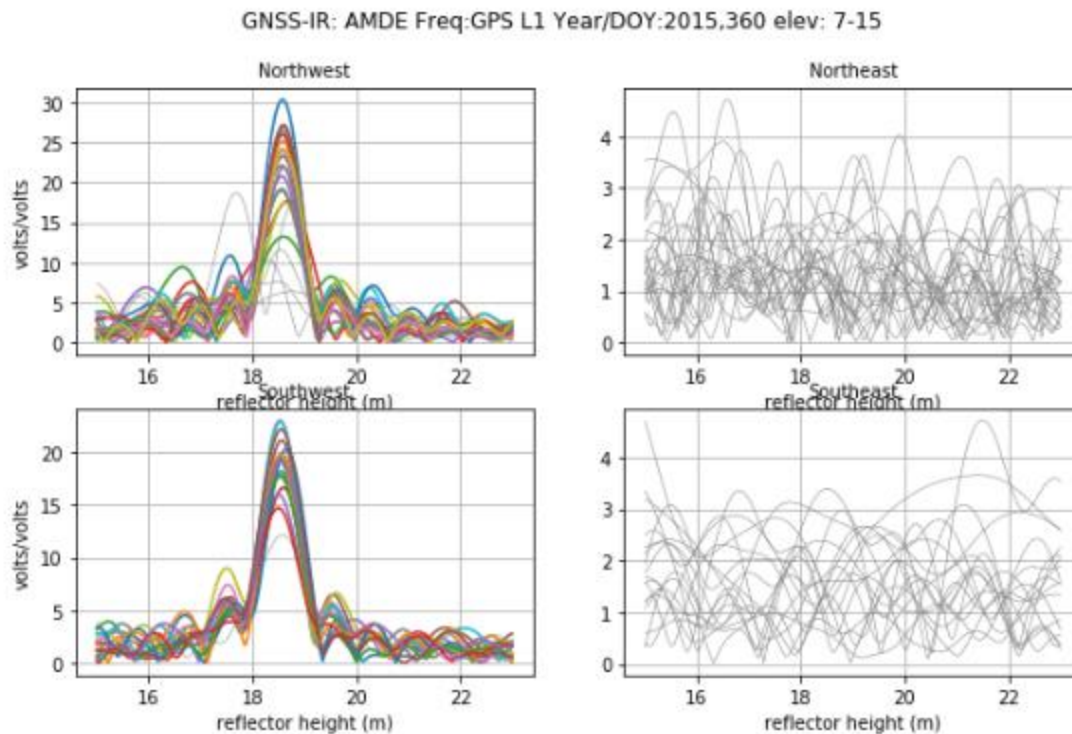 GNSS-IR: AMDE Freq:GPS L1 Year/DOY:2015,360 elev: 7-15
Northwest
Northeast
volts/volts
30
25
20
15
10
5
0
16 18 20 22
reflector height (m)
4
3
2
1
0
16 18 20 22
reflector height (m)
Southwest
Southeast
volts/volts
20
15
10
5
0
16 18 20 22
reflector height (m)
4
3
2
1
0
16 18 20 22
reflector height (m)